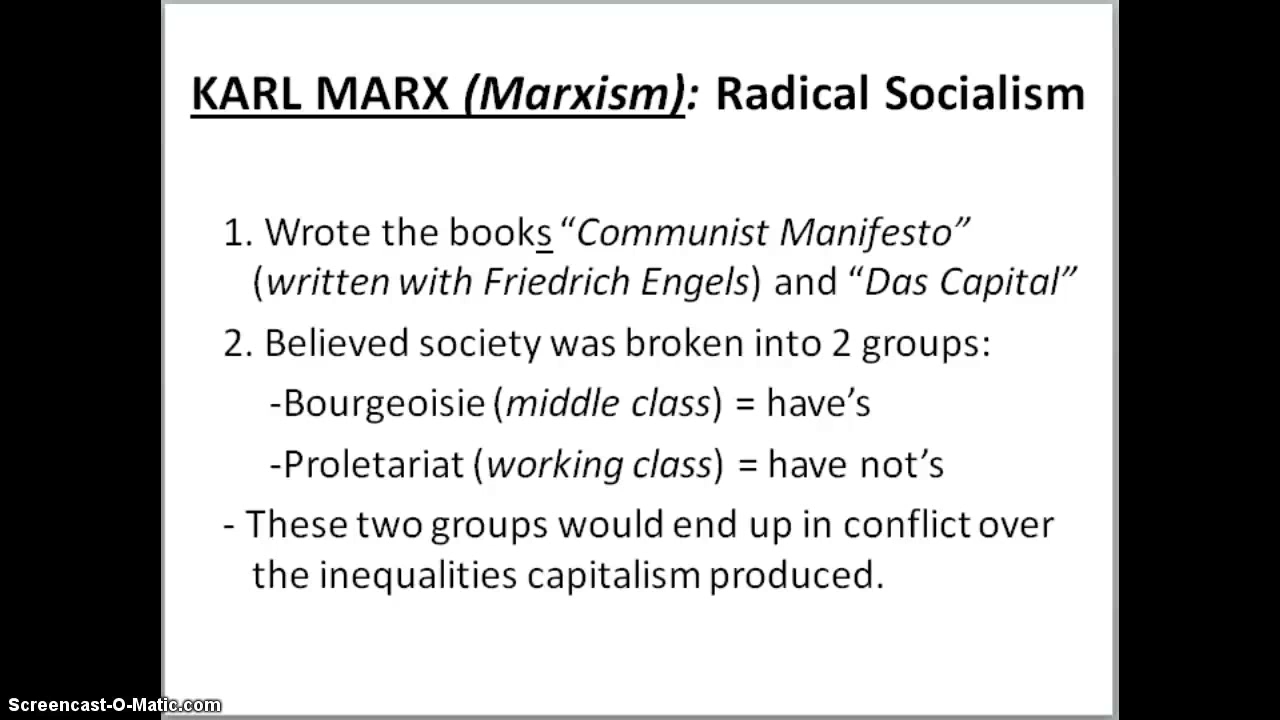 KARL MARX (Marxism): Radical Socialism
1. Wrote the books “Communist Manifesto”
(written with Friedrich Engels) and “Das Capital”
2. Believed society was broken into 2 groups:
-Bourgeoisie (middle class) = have’s
-Proletariat (working class) = have not’s
- These two groups would end up in conflict over
the inequalities capitalism produced.
Screencast-O-Matic.com